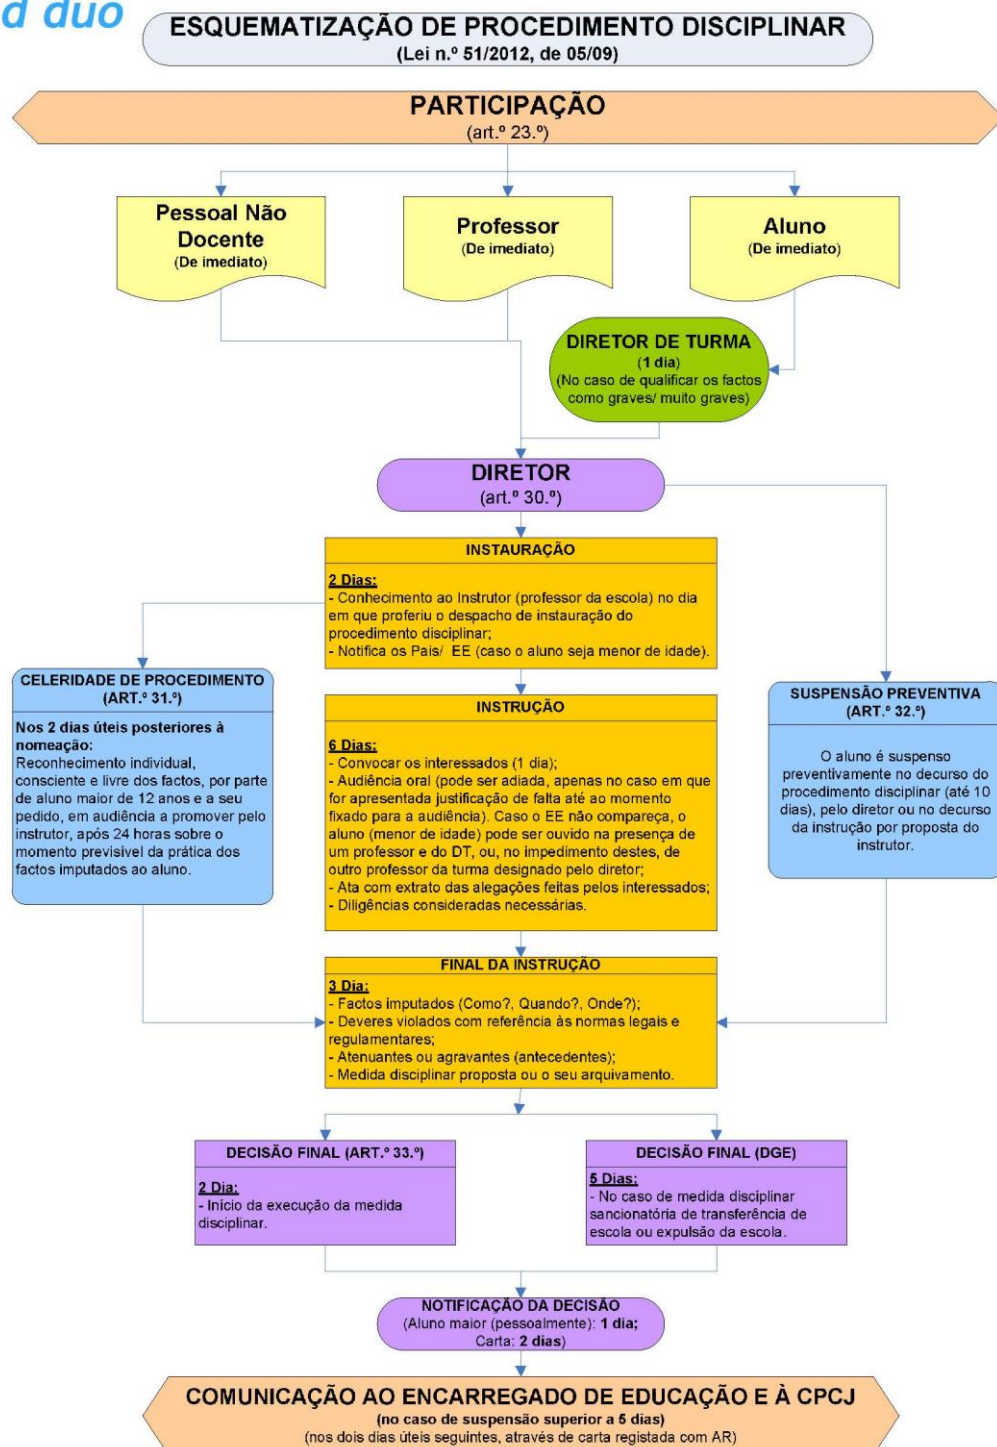 d duo
ESQUEMATIZAÇÃO DE PROCEDIMENTO DISCIPLINAR
(Lei n.º 51/2012, de 05/09)
PARTICIPAÇÃO
(art.º 23.º)
Pessoal Não
Docente
(De imediato)
Professor
(De imediato)
Aluno
(De imediato)
DIRETOR DE TURMA
(1 dia)
(No caso de qualificar os factos
como graves/ muito graves)
DIRETOR
(art.º 30.º)
INSTAURAÇÃO
2 Dias:
- Conhecimento ao Instrutor (professor da escola) no dia
em que proferiu o despacho de instauração do
procedimento disciplinar;
- Notifica os Pais/ EE (caso o aluno seja menor de idade).
CELERIDADE DE PROCEDIMENTO
(ART.º 31.º)
Nos 2 dias úteis posteriores à
nomeação:
Reconhecimento individual,
consciente e livre dos factos, por parte
de aluno maior de 12 anos e a seu
pedido, em audiência a promover pelo
instrutor, após 24 horas sobre o
momento previsível da prática dos
factos imputados ao aluno.
INSTRUÇÃO
6 Dias:
- Convocar os interessados (1 dia);
- Audiência oral (pode ser adiada, apenas no caso em que
for apresentada justificação de falta até ao momento
fixado para a audiência). Caso o EE não compareça, o
aluno (menor de idade) pode ser ouvido na presença de
um professor e do DT, ou, no impedimento destes, de
outro professor da turma designado pelo diretor;
- Ata com extrato das alegações feitas pelos interessados;
- Diligências consideradas necessárias.
SUSPENSÃO PREVENTIVA
(ART.º 32.º)
O aluno é suspenso
preventivamente no decurso do
procedimento disciplinar (até 10
dias), pelo diretor ou no decurso
da instrução por proposta do
instrutor.
FINAL DA INSTRUÇÃO
3 Dia:
- Factos imputados (Como?, Quando?, Onde?);
- Deveres violados com referência às normas legais e
regulamentares;
- Atenuantes ou agravantes (antecedentes);
- Medida disciplinar proposta ou o seu arquivamento.
DECISÃO FINAL (ART.º 33.º)
2 Dia:
- Início da execução da medida
disciplinar.
DECISÃO FINAL (DGE)
5 Dias:
- No caso de medida disciplinar
sancionatória de transferência de
escola ou expulsão da escola.
NOTIFICAÇÃO DA DECISÃO
(Aluno maior (pessoalmente): 1 dia;
Carta: 2 dias)
COMUNICAÇÃO AO ENCARREGADO DE EDUCAÇÃO E À CPCJ
(no caso de suspensão superior a 5 dias)
(nos dois dias úteis seguintes, através de carta registada com AR)